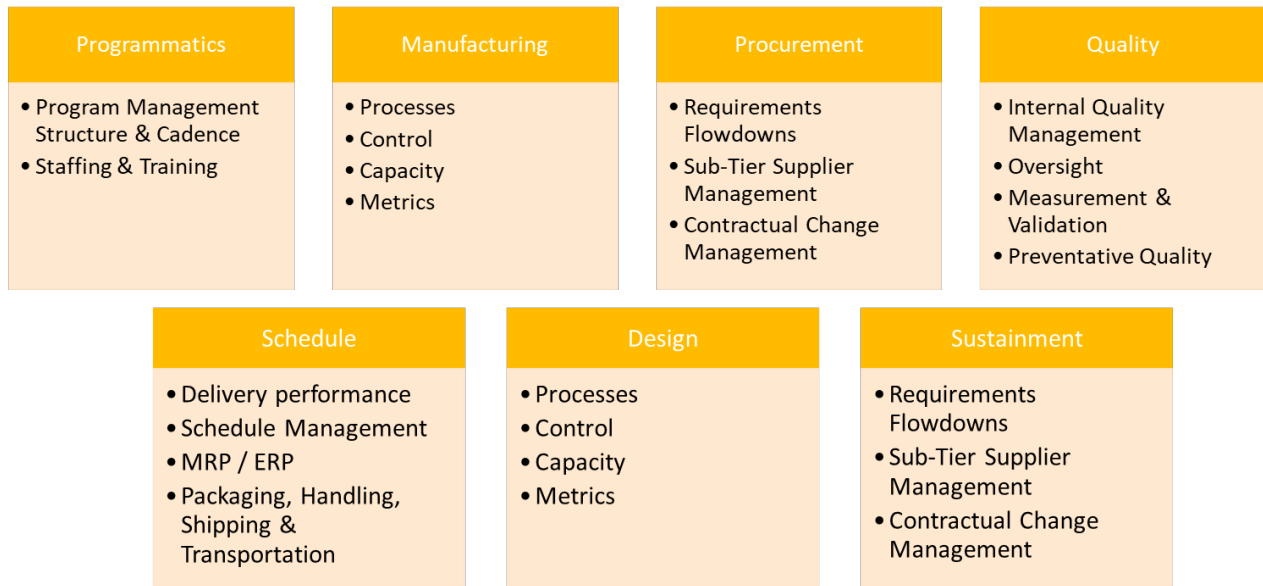 Programmatics
• Program Management
Structure & Cadence
• Staffing & Training
Manufacturing
• Processes
• Control
• Capacity
• Metrics
Procurement
• Requirements
Flowdowns
• Sub-Tier Supplier
Management
• Contractual Change
Management
Quality
• Internal Quality
Management
• Oversight
• Measurement &
Validation
• Preventative Quality
Schedule
• Delivery performance
• Schedule Management
• MRP / ERP
• Packaging, Handling,
Shipping &
Transportation
Design
• Processes
• Control
• Capacity
• Metrics
Sustainment
• Requirements
Flowdowns
• Sub-Tier Supplier
Management
• Contractual Change
Management